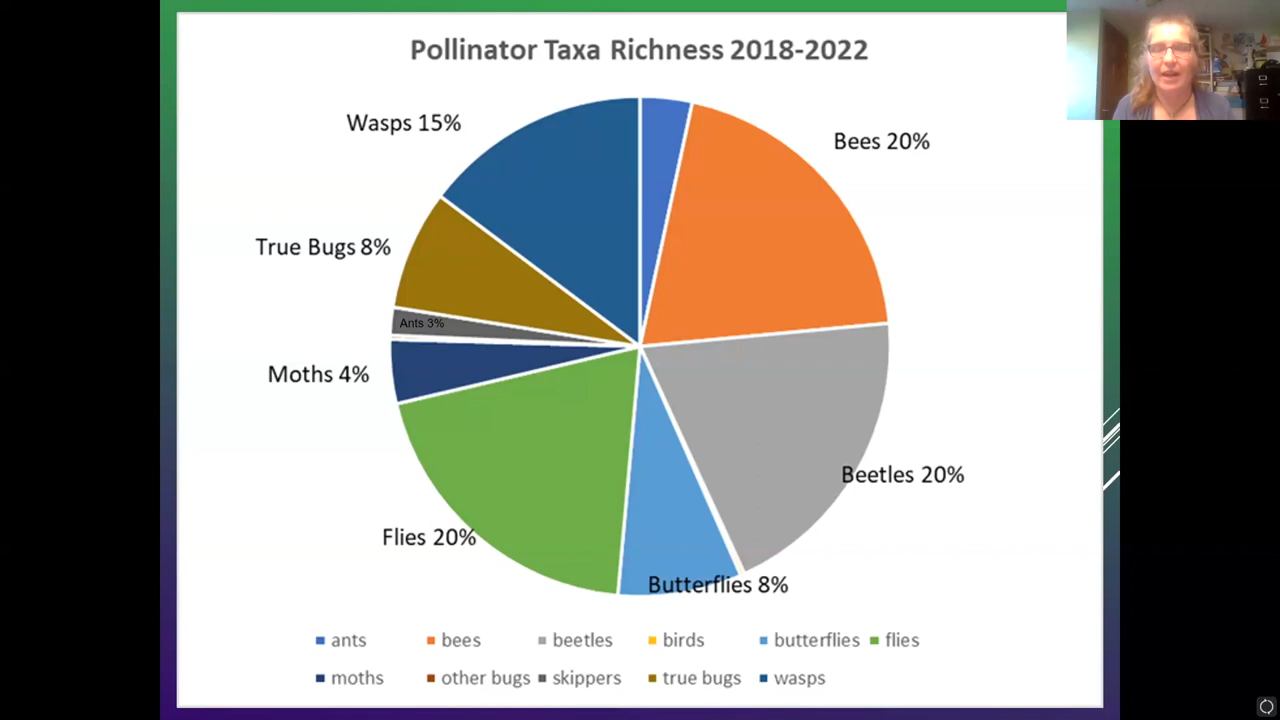 Pollinator Taxa Richness 2018-2022
Wasps 15%
Bees 20%
True Bugs 8%
Ants 3%
Moths 4%
Beetles 20%
Flies 20%
Butterflies 8%
ants bees beetles birds butterflies flies
moths other bugs skippers true bugs wasps